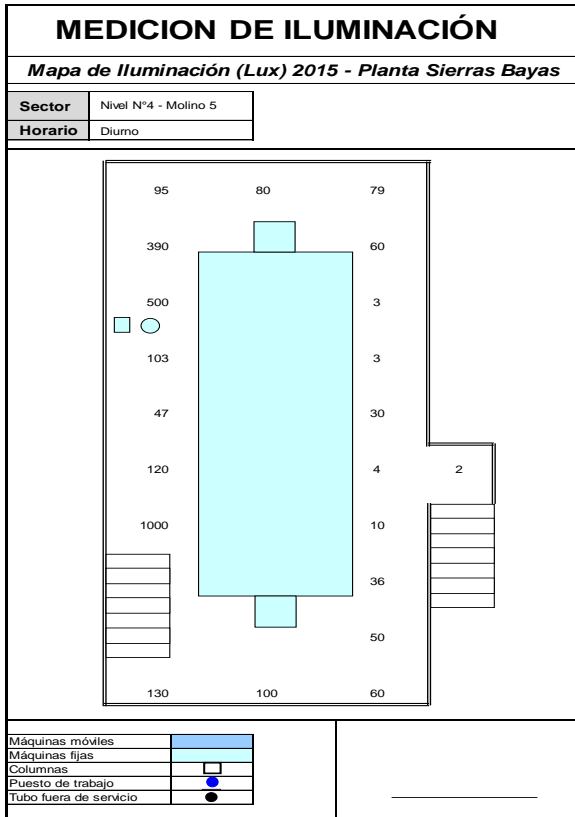 MEDICION DE ILUMINACIÓN
Mapa de Iluminación (Lux) 2015 - Planta Sierras Bayas
Sector Nivel N°4 - Molino 5
Horario Diurno
95 80 79
390 60
500 3
103 3
47 30
120 4 2
1000 10
36
50
130 100 60
Máquinas móviles
Máquinas fijas
Columnas
Puesto de trabajo
Tubo fuera de servicio